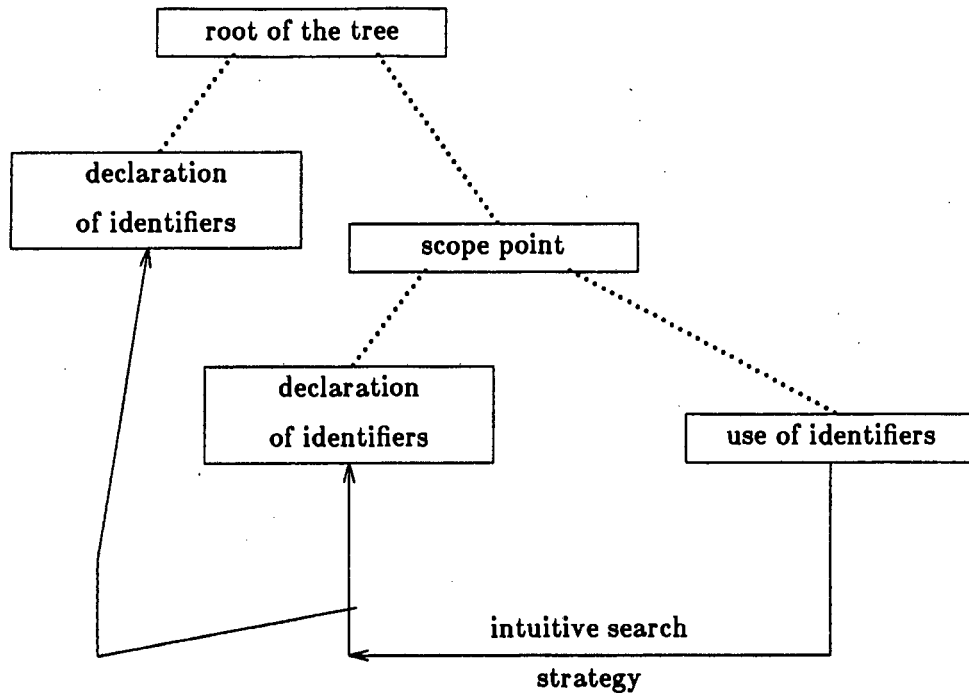 root of the tree
declaration
of identifiers
scope point
declaration
of identifiers
use of identifiers
intuitive search
strategy